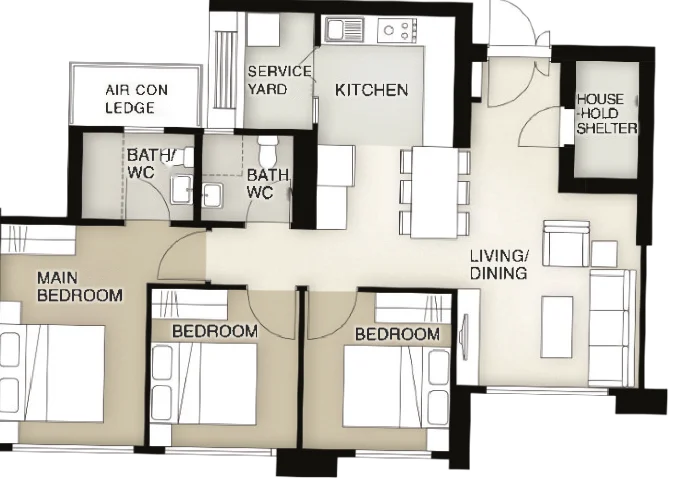 AIR CON
LEDGE
SERVICE
YARD
KITCHEN
HOUSE
-HOLD
SHELTER
BATH/
WC
BATH
WC
LIVING/
DINING
MAIN
BEDROOM
BEDROOM
BEDROOM